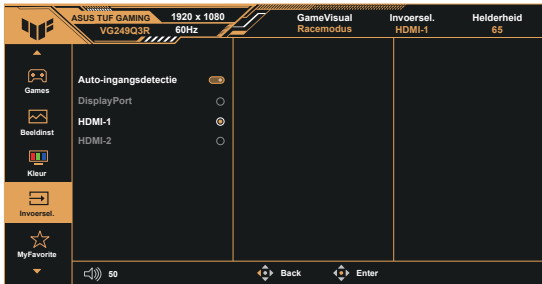 ASUS TUF GAMING 1920 x 1080
VG249Q3R 60Hz
GameVisual
Racemodus
Invoersel.
HDMI-1
Helderheid
65
Games
Beeldinst
Kleur
Invoersel.
MyFavorite
Auto-ingangsdetectie
DisplayPort
HDMI-1
HDMI-2
50
Back
Enter